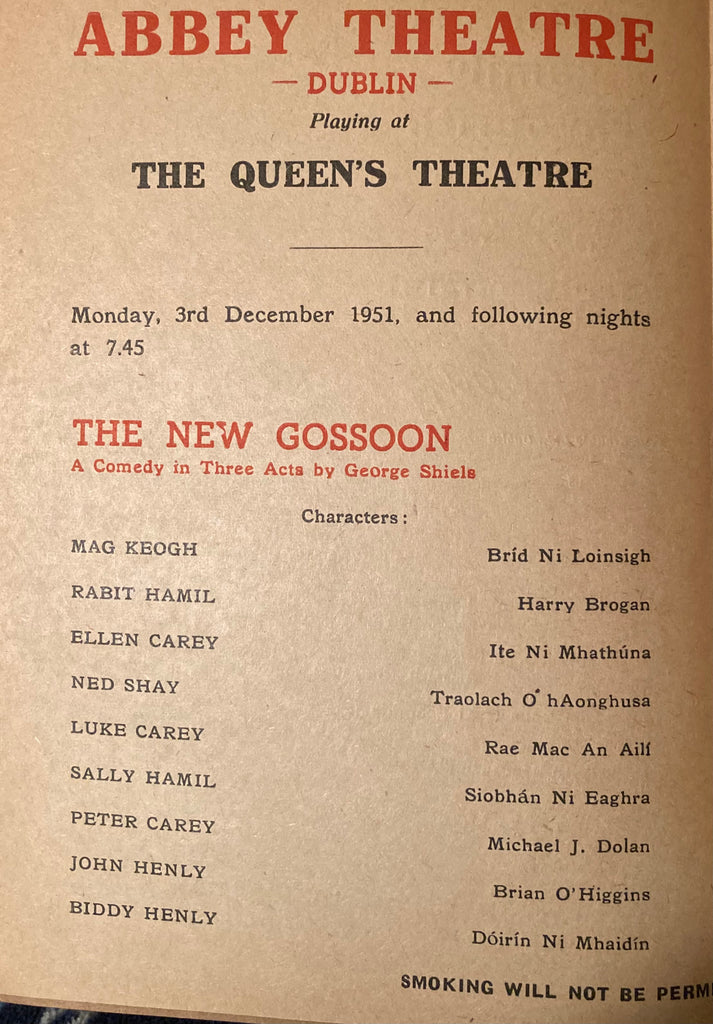 ABBEY THEATRE
— DUBLIN —
Playing at
THE QUEEN'S THEATRE
Monday, 3rd December 1951, and following nights
at 7.45
THE NEW GOSSOON
A Comedy in Three Acts by George Shiels
Characters:
MAG KEOGH Bríd Ni Loinsigh
RABIT HAMIL Harry Brogan
ELLEN CAREY Ite Ni Mhathúna
NED SHAY Traolach O' hAonghusa
LUKE CAREY Rae Mac An Ailí
SALLY HAMIL Siobhán Ni Eaghra
PETER CAREY Michael J. Dolan
JOHN HENLY Brian O'Higgins
BIDDY HENLY Dóirín Ni Mhaidín
SMOKING WILL NOT BE